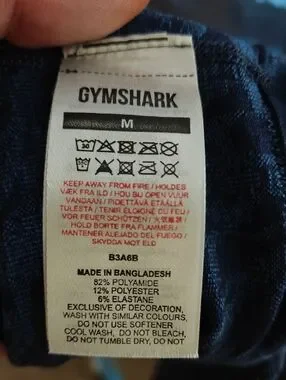 GYMSHARK
M
30
KEEP AWAY FROM FIRE / HOLDES
VÆK FRA ILD / HOU BIJ OPEN VUUR
VANDAAN / PIDETTÄVÄ ETÄÄLLÄ
TULESTA / TENIR ÉLOIGNÉ DU FEU /
VOR FEUER SCHÜTZEN /
HOLD BORTE FRA FLAMMER /
MANTENER ALEJADO DEL FUEGO /
SKYDDA MOT ELD
B3A6B
MADE IN BANGLADESH
82% POLYAMIDE
12% POLYESTER
6% ELASTANE
EXCLUSIVE OF DECORATION,
WASH WITH SIMILAR COLOURS,
DO NOT USE SOFTENER
COOL WASH, DO NOT BLEACH,
DO NOT TUMBLE DRY, DO NOT